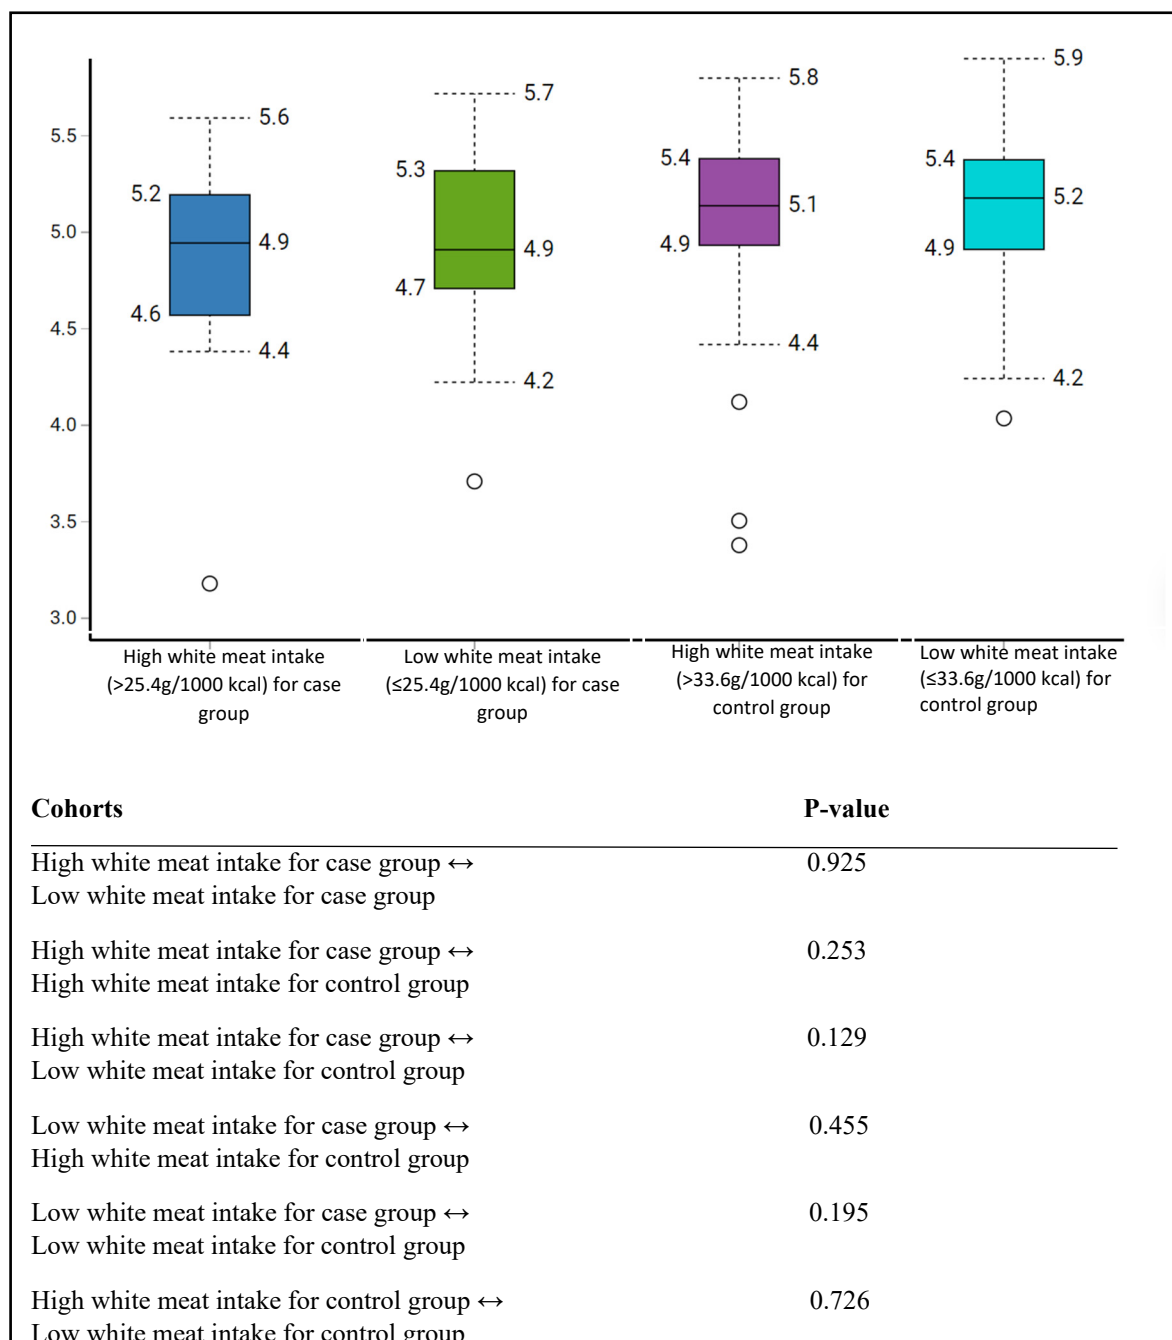 5.9
5.8
5.7
5.6
5.5
5.4
5.4
5.3
5.2
5.2
5.1
5.0
4.9
4.9
4.9
4.9
4.7
4.6
4.5
4.4
4.4
4.2
4.2
4.0
3.5
3.0
High white meat intake
(>25.4g/1000 kcal) for case
group
Low white meat intake
(≤25.4g/1000 kcal) for case
group
High white meat intake
(>33.6g/1000 kcal) for
control group
Low white meat intake
(≤33.6g/1000 kcal) for
control group
Cohorts P-value
High white meat intake for case group ↔ 0.925
Low white meat intake for case group
High white meat intake for case group ↔ 0.253
High white meat intake for control group
High white meat intake for case group ↔ 0.129
Low white meat intake for control group
Low white meat intake for case group ↔ 0.455
High white meat intake for control group
Low white meat intake for case group ↔ 0.195
Low white meat intake for control group
High white meat intake for control group ↔ 0.726
Low white meat intake for control group